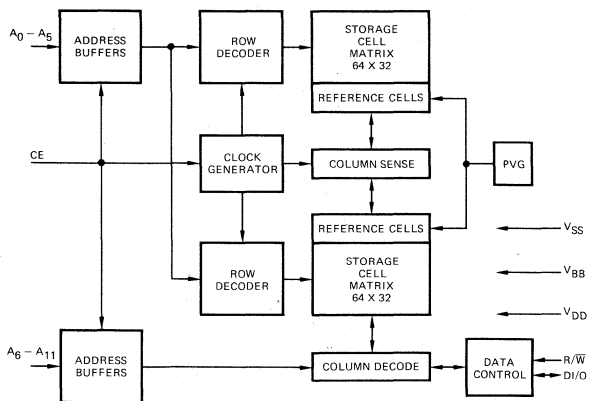 A0 – A5
ADDRESS
BUFFERS
ROW
DECODER
STORAGE
CELL
MATRIX
64 X 32
REFERENCE CELLS
CE
CLOCK
GENERATOR
COLUMN SENSE
PVG
REFERENCE CELLS
ROW
DECODER
STORAGE
CELL
MATRIX
64 X 32
VSS
VBB
VDD
A6 – A11
ADDRESS
BUFFERS
COLUMN DECODE
DATA
CONTROL
R/W̅
DI/O